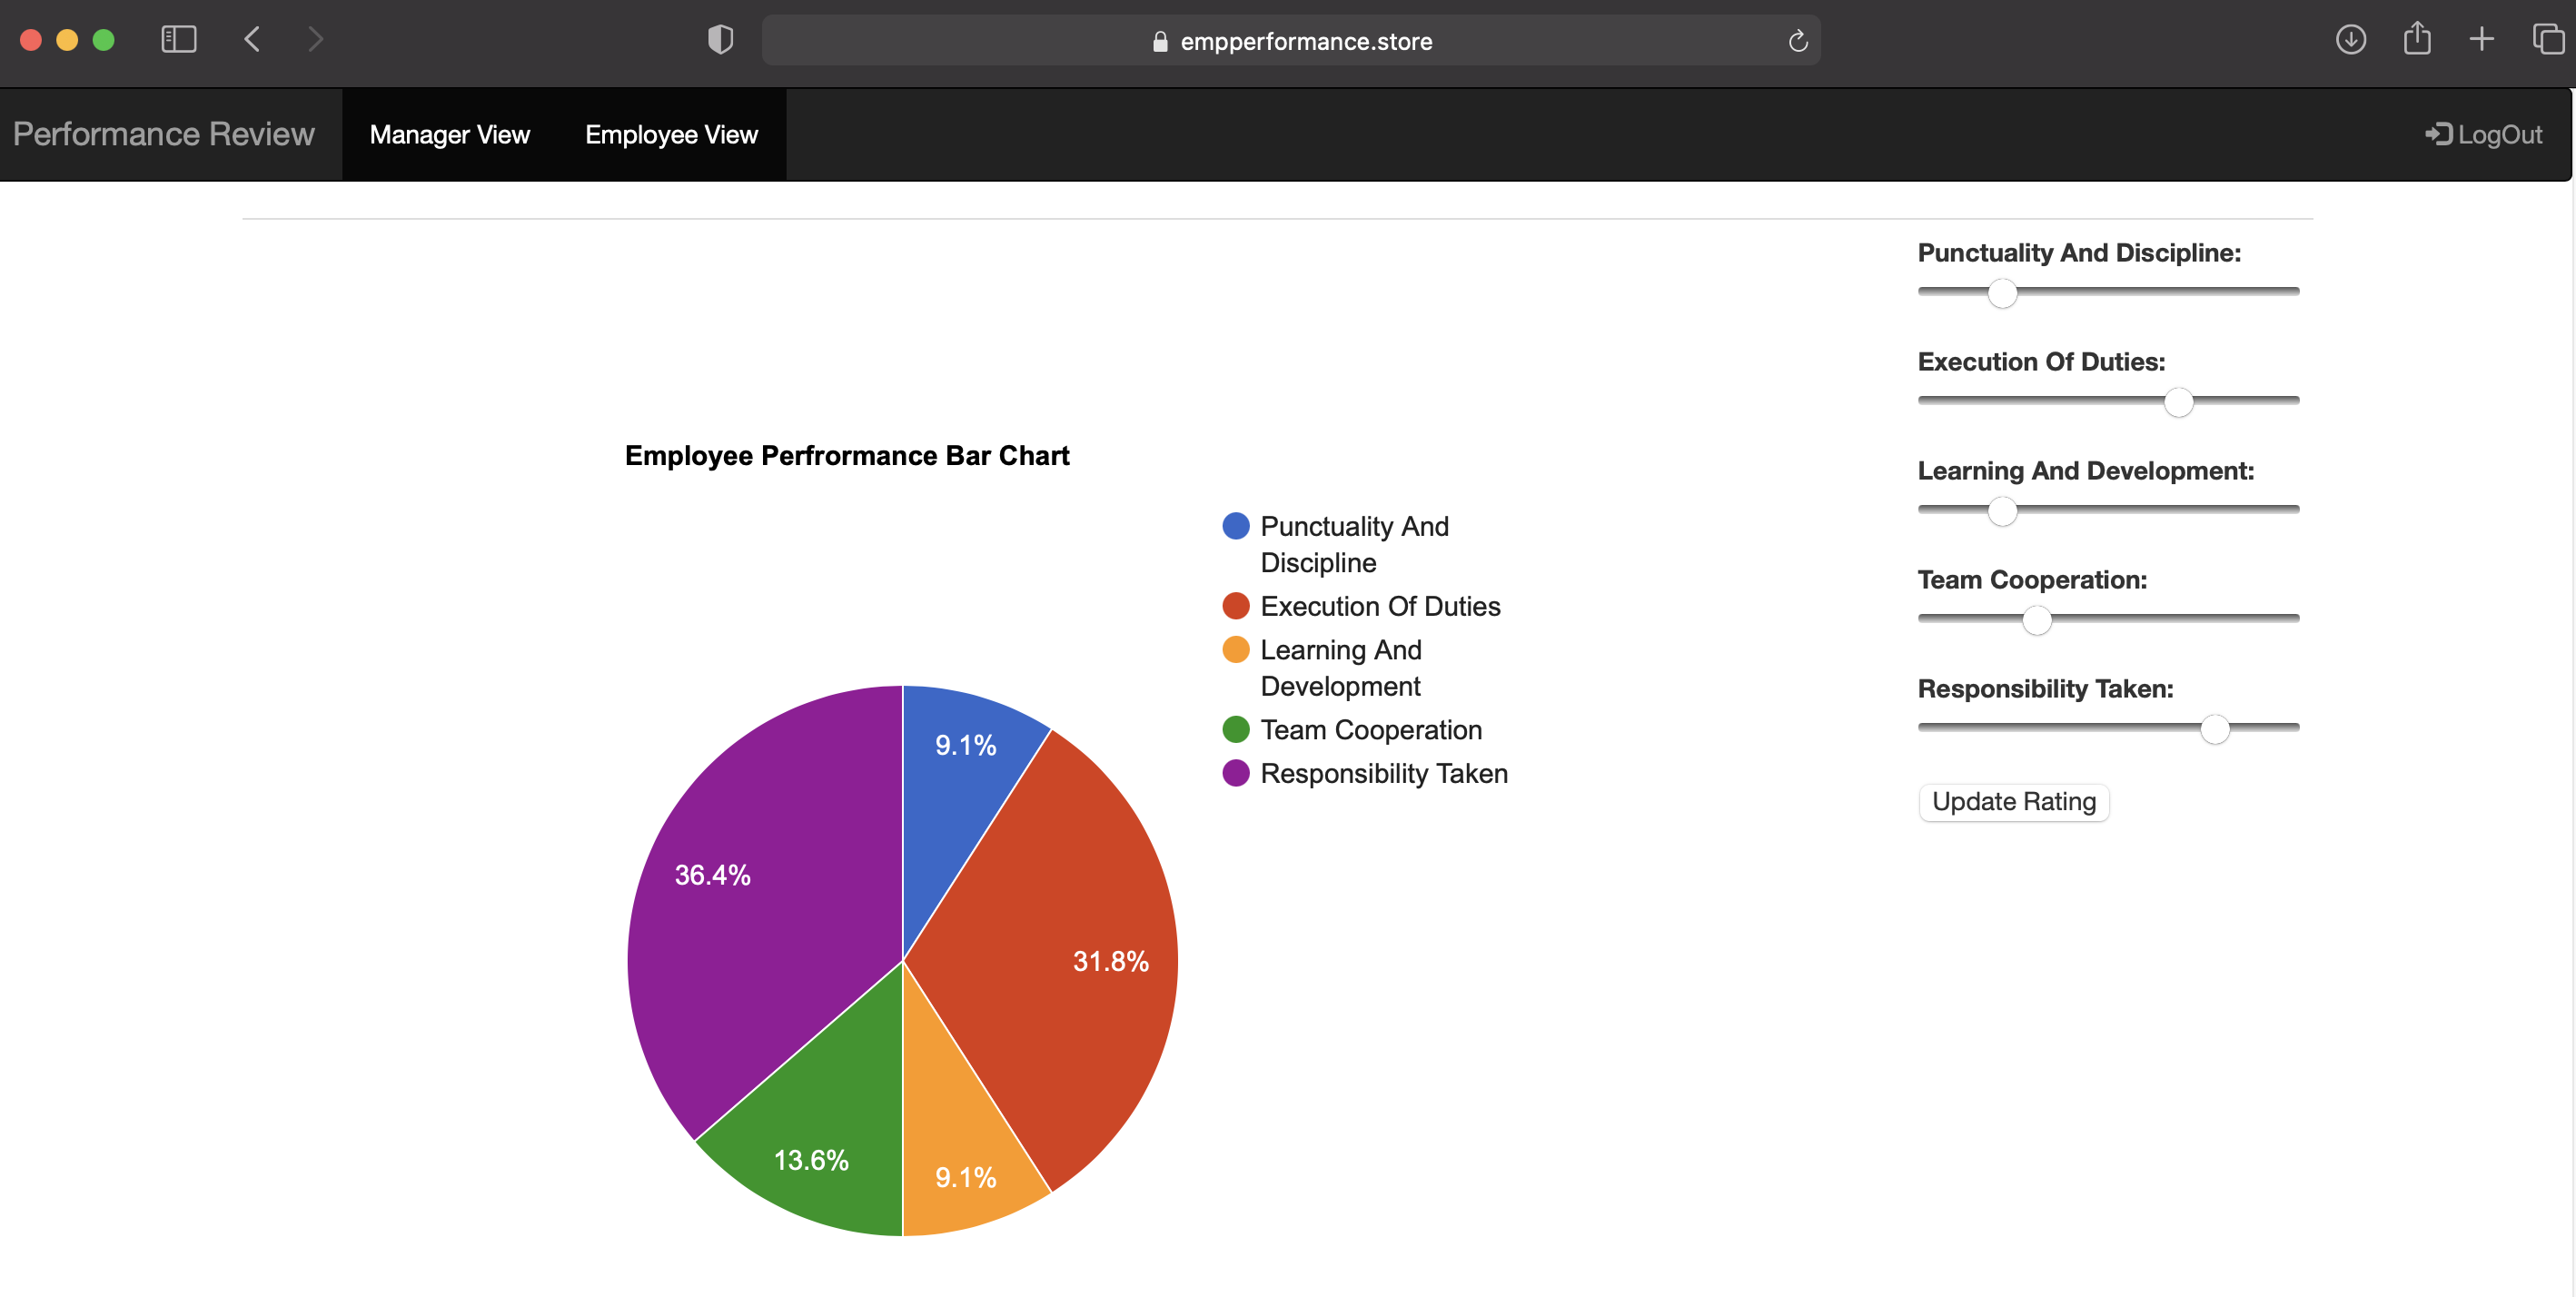 empperformance.store
Performance Review
Manager View
Employee View
LogOut
Punctuality And Discipline:
Execution Of Duties:
Learning And Development:
Team Cooperation:
Responsibility Taken:
Update Rating
Employee Perfrormance Bar Chart
Punctuality And
Discipline
Execution Of Duties
Learning And
Development
Team Cooperation
Responsibility Taken
9.1%
31.8%
9.1%
13.6%
36.4%